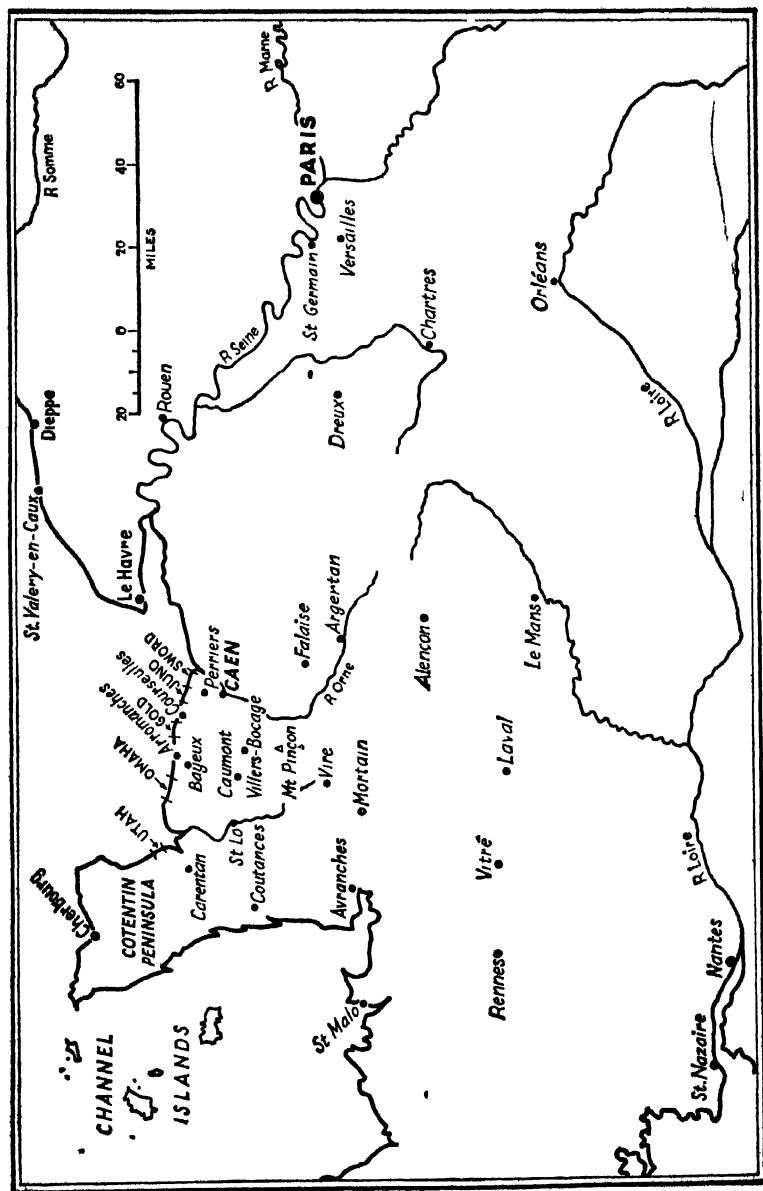 R Somme
St. Valery-en-Caux
Dieppe
60
40
20
0
20
MILES
Cherbourg
UTAH
OMAHA
Arromanches
GOLD
Courseuilles
JUNO
SWORD
Le Havre
Rouen
R Seine
R Marne
PARIS
St Germain
Versailles
CHANNEL
ISLANDS
COTENTIN
PENINSULA
Carentan
St Lo
Coutances
Bayeux
Caumont
Villers-Bocage
Perriers
CAEN
Mt Pincon
Vire
Mortain
Avranches
Falaise
Argertan
R Orne
Dreux
Chartres
St Malo
Alençon
Le Mans
Laval
Vitré
Rennes
Orléans
R Loire
R Loire
Nantes
St. Nazaire